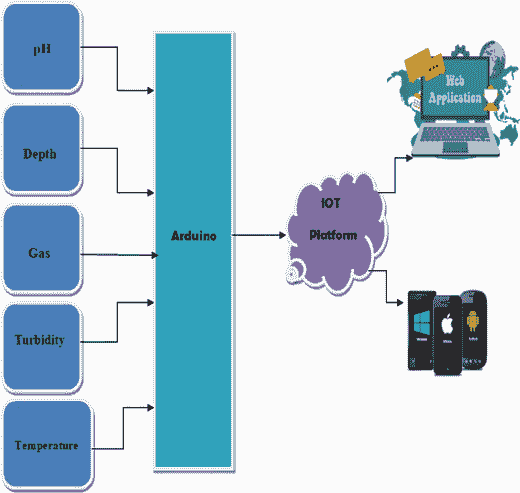 pH
Depth
Gas
Turbidity
Temperature
Arduino
IOT
Platform
Web
Application